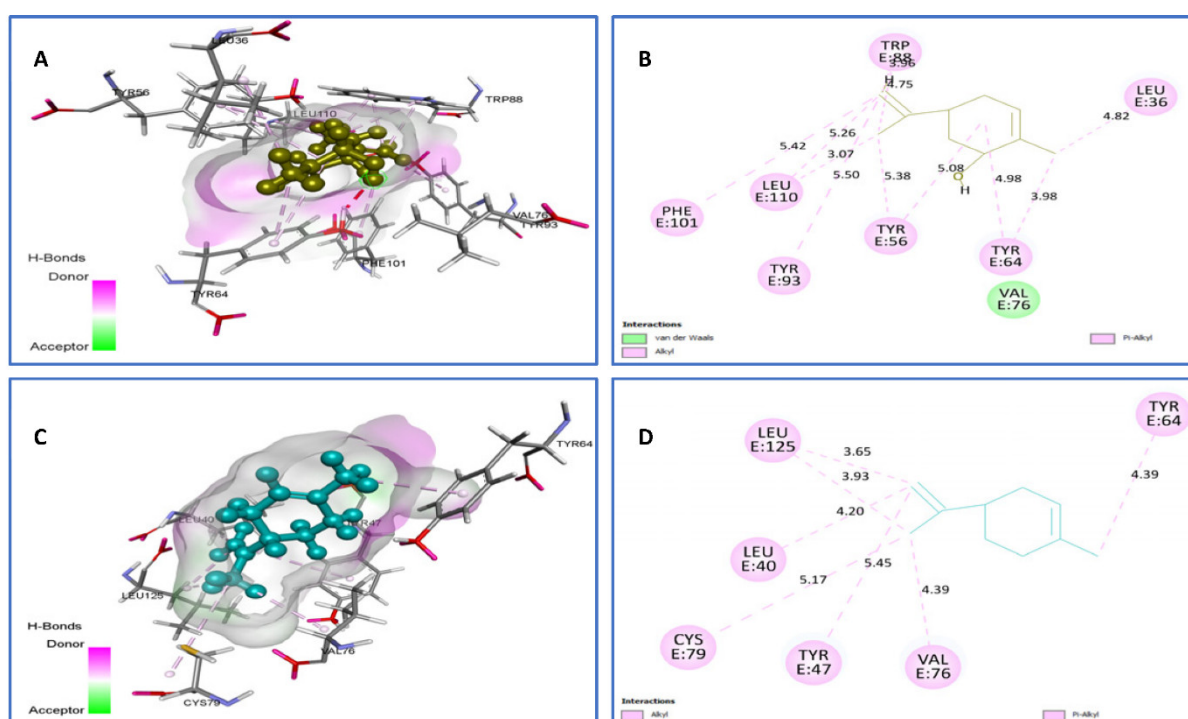 A
LEU36
TYR56
TRP88
LEU110
VAL76
TYR93
PHE101
TYR64
H-Bonds
Donor
Acceptor
B
TRP
E:88
3.96
H
4.75
LEU
E:36
4.82
5.42
5.26
3.07
5.50
5.38
5.08
4.98
3.98
O
H
LEU
E:110
PHE
E:101
TYR
E:56
TYR
E:93
TYR
E:64
VAL
E:76
Interactions
van der Waals
Alkyl
Pi-Alkyl
C
TYR64
LEU40
LEU125
VAL76
CYS79
H-Bonds
Donor
Acceptor
D
LEU
E:125
TYR
E:64
3.65
3.93
4.39
4.20
LEU
E:40
5.17
5.45
4.39
CYS
E:79
TYR
E:47
VAL
E:76
Interactions
Alkyl
Pi-Alkyl